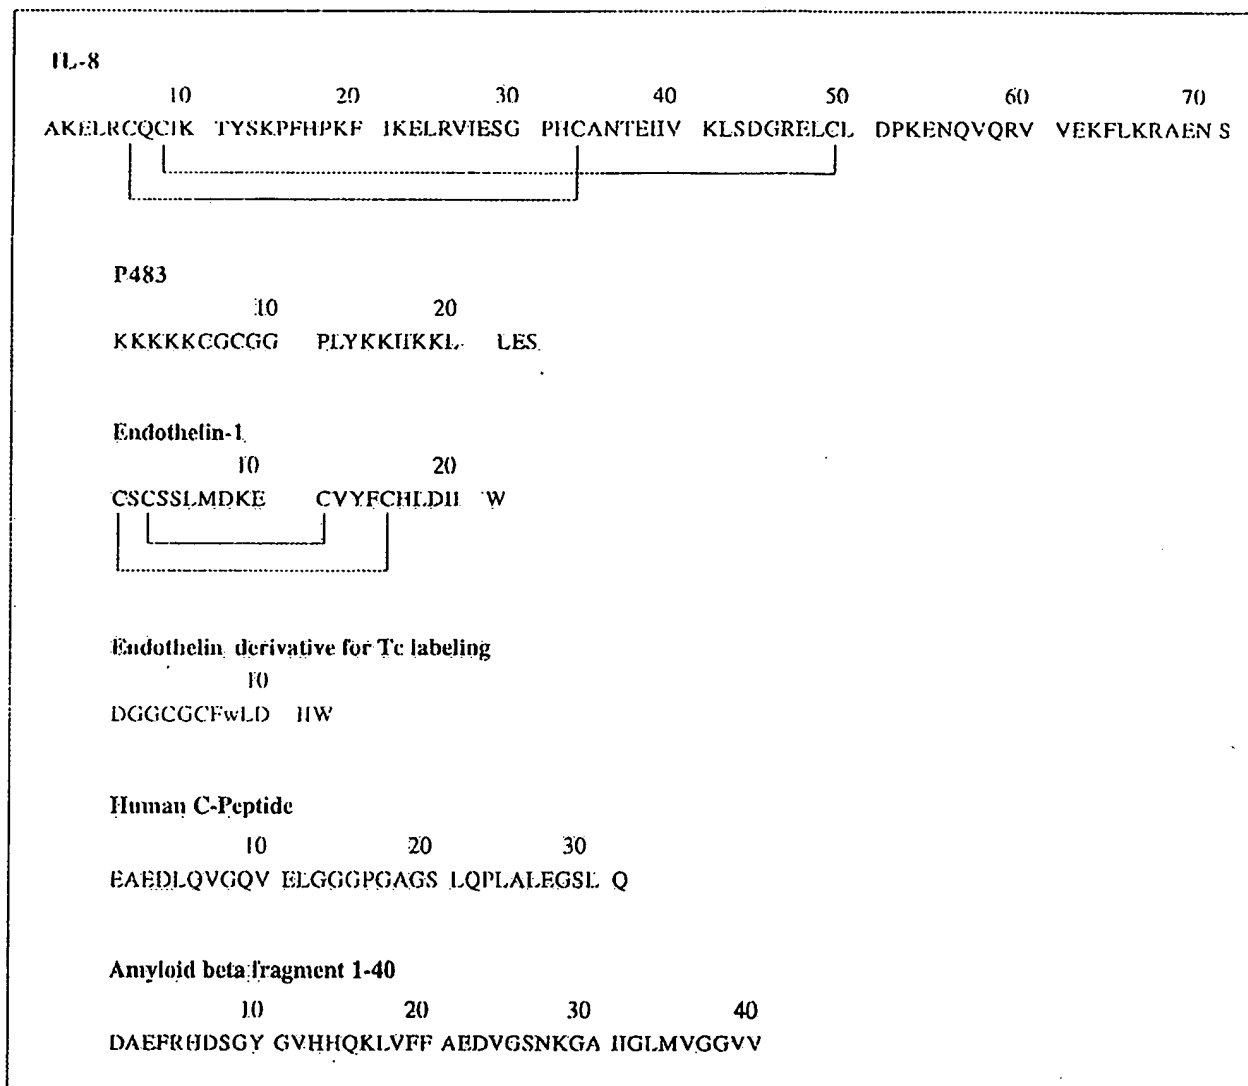 IL-8
10 20 30 40 50 60 70
AKELRCQCIK TYSKPFHPKF IKELRVIESG PHCANTEIIV KLSDGRELCL DPKENQVQRV VEKFLKRAEN S
P483
10 20
KKKKKCGCGG PLYKKIIKKL LES
Endothelin-1
10 20
CSCSSLMDKE CVYFCHLDII W
Endothelin derivative for Tc labeling
10
DGGCGCFwLD IIW
Human C-Peptide
10 20 30
EAEDLQVGQV ELGGGPGAGS LQPLALEGSL Q
Amyloid beta fragment 1-40
10 20 30 40
DAEFRHDSGY GVHHQKLVFF AEDVGSNKGA IIGLMVGGVV